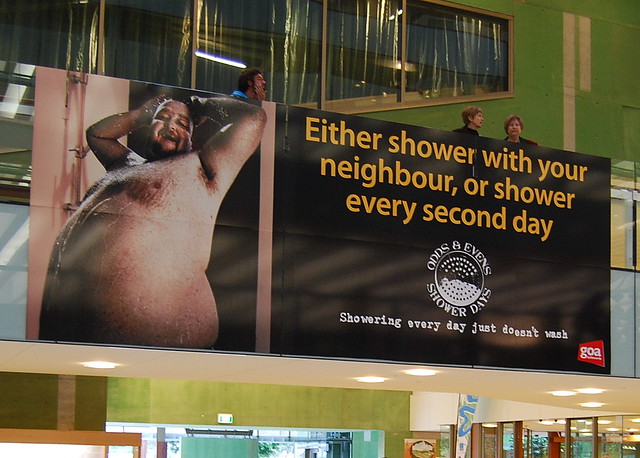 Either shower with your
neighbour, or shower
every second day
ODDS & EVENS
SHOWER DAYS
Showering every day just doesn't wash
goa